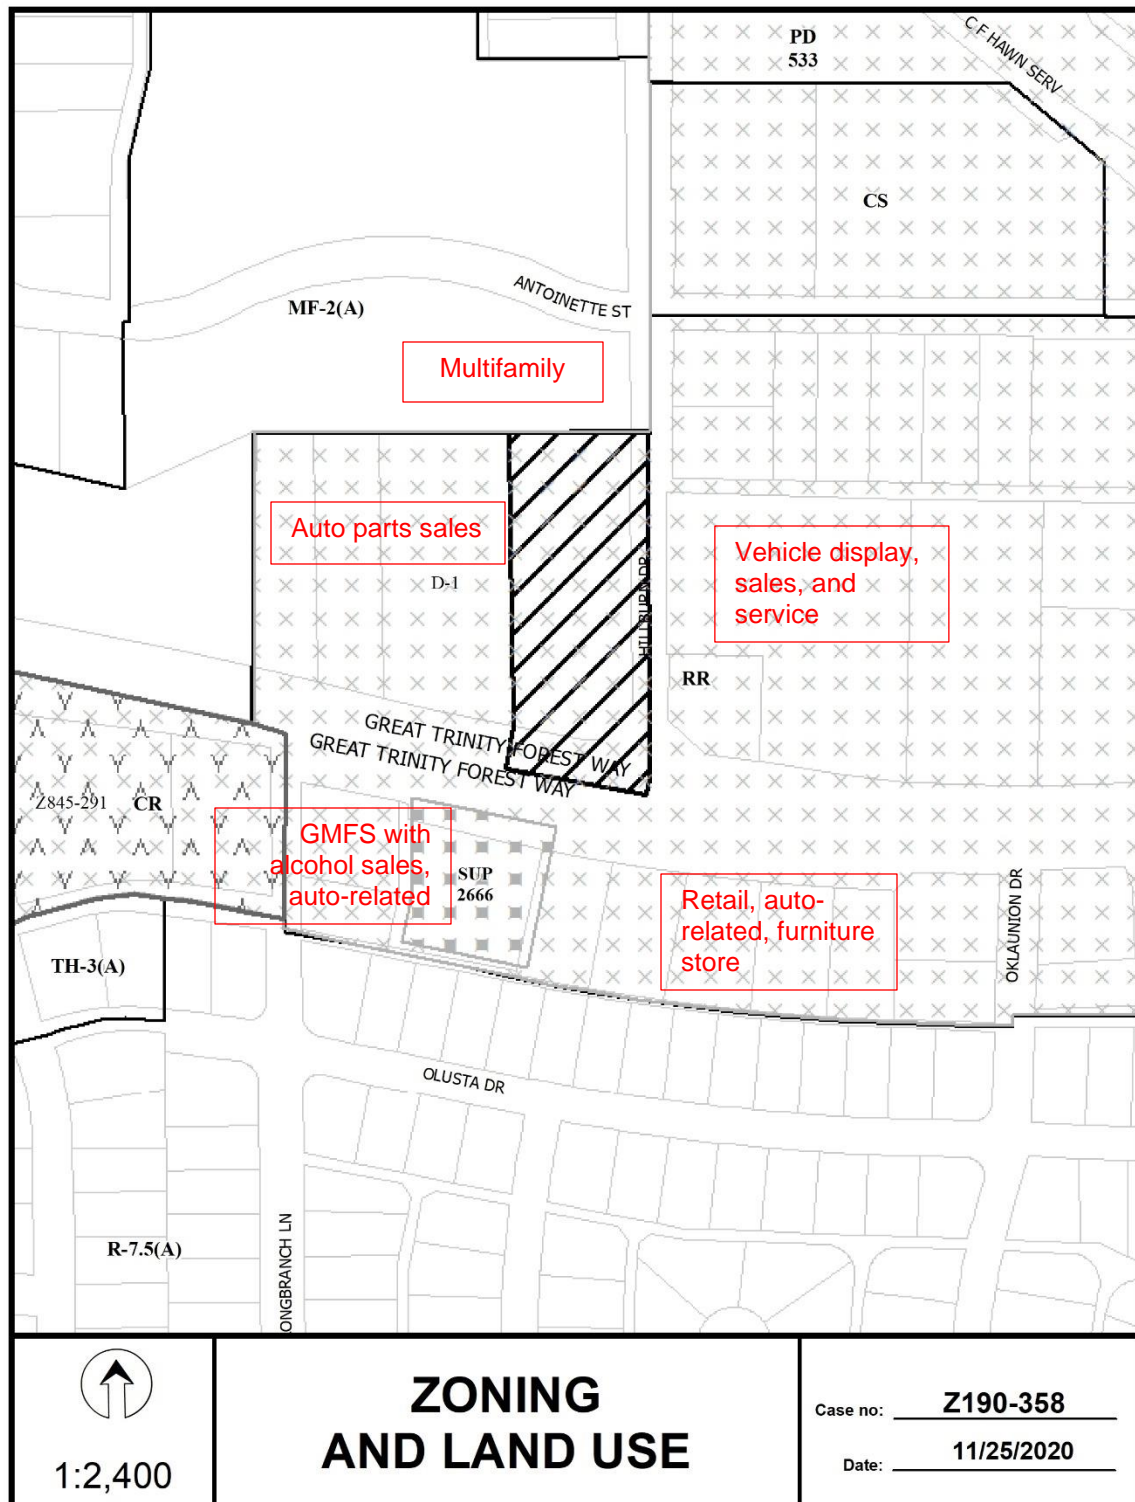 PD
533
C F HAWN SERV
CS
ANTOINETTE ST
MF-2(A)
Multifamily
Auto parts sales
D-1
HILLBURN DR
Vehicle display,
sales, and
service
RR
GREAT TRINITY FOREST WAY
GREAT TRINITY FOREST WAY
Z845-291
CR
GMFS with
alcohol sales,
auto-related
SUP
2666
Retail, auto-
related, furniture
store
OKLAUNION DR
TH-3(A)
OLUSTA DR
R-7.5(A)
LONGBRANCH LN
1:2,400
ZONING
AND LAND USE
Case no: Z190-358
Date: 11/25/2020